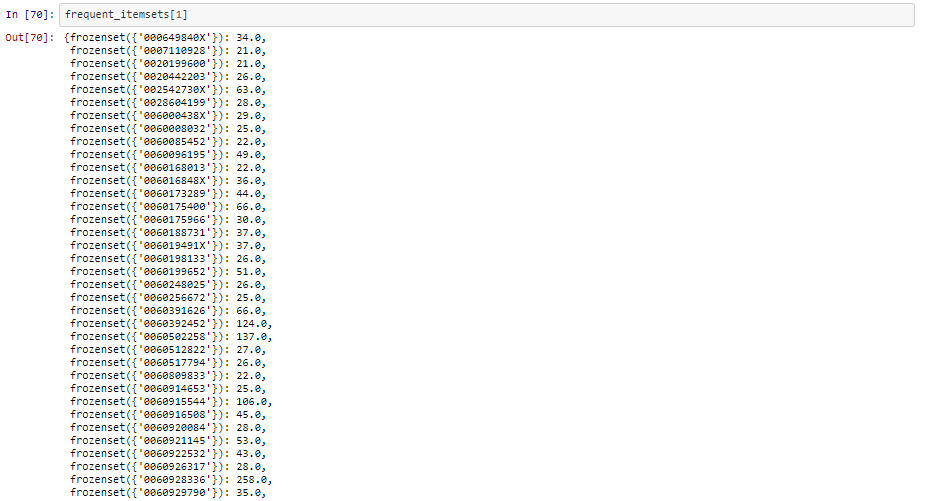 In [70]: frequent_itemsets[1]
Out[70]: {frozenset({'000649840X'}): 34.0,
frozenset({'0007110928'}): 21.0,
frozenset({'0020199600'}): 21.0,
frozenset({'0020442203'}): 26.0,
frozenset({'002542730X'}): 63.0,
frozenset({'0028604199'}): 28.0,
frozenset({'006000438X'}): 29.0,
frozenset({'0060008032'}): 25.0,
frozenset({'0060085452'}): 22.0,
frozenset({'0060096195'}): 49.0,
frozenset({'0060168013'}): 22.0,
frozenset({'006016848X'}): 36.0,
frozenset({'0060173289'}): 44.0,
frozenset({'0060175400'}): 66.0,
frozenset({'0060175966'}): 30.0,
frozenset({'0060188731'}): 37.0,
frozenset({'006019491X'}): 37.0,
frozenset({'0060198133'}): 26.0,
frozenset({'0060199652'}): 51.0,
frozenset({'0060248025'}): 26.0,
frozenset({'0060256672'}): 25.0,
frozenset({'0060391626'}): 66.0,
frozenset({'0060392452'}): 124.0,
frozenset({'0060502258'}): 137.0,
frozenset({'0060512822'}): 27.0,
frozenset({'0060517794'}): 26.0,
frozenset({'0060809833'}): 22.0,
frozenset({'0060914653'}): 25.0,
frozenset({'0060915544'}): 106.0,
frozenset({'0060916508'}): 45.0,
frozenset({'0060920084'}): 28.0,
frozenset({'0060921145'}): 53.0,
frozenset({'0060922532'}): 43.0,
frozenset({'0060926317'}): 28.0,
frozenset({'0060928336'}): 258.0,
frozenset({'0060929790'}): 35.0,